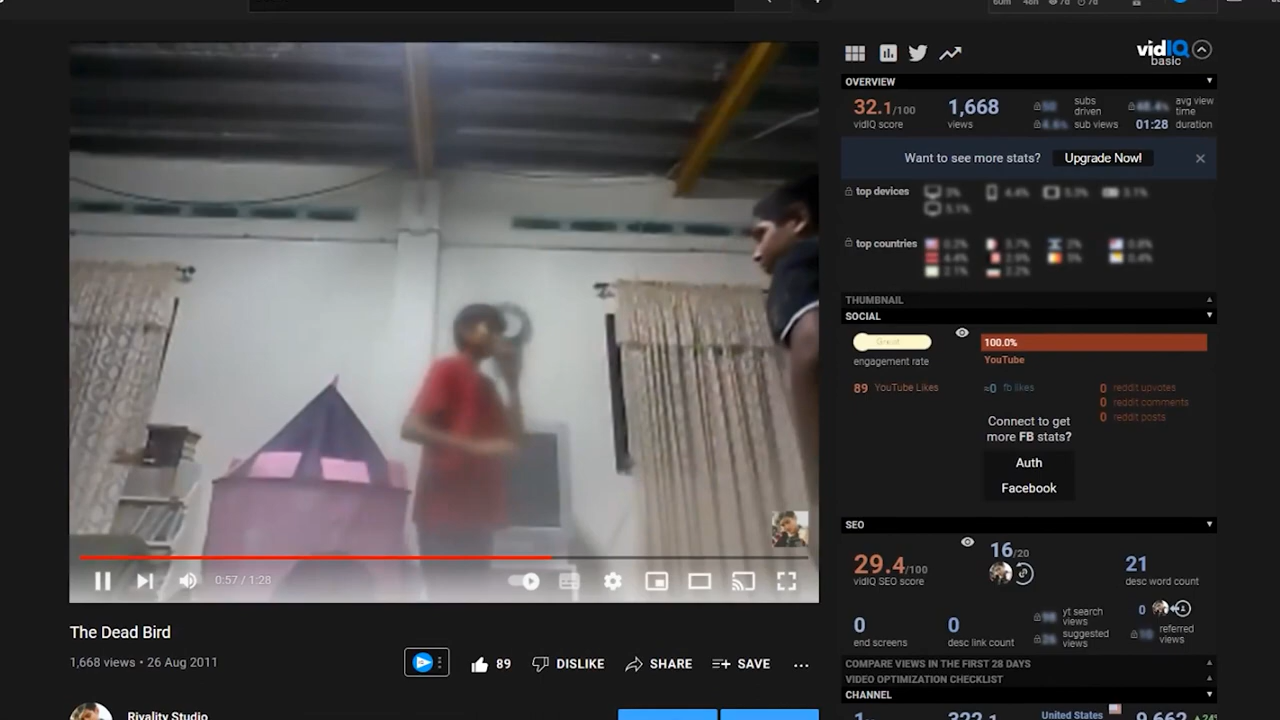 60m 48h 7d 7d
vidIQ
basic
OVERVIEW
32.1/100
vidIQ score
1,668
views
subs driven
sub views
avg view time
01:28 duration
Want to see more stats? Upgrade Now!
top devices
top countries
THUMBNAIL
SOCIAL
Great
engagement rate
100.0%
YouTube
89 YouTube Likes
≈0 fb likes
0 reddit upvotes
0 reddit comments
0 reddit posts
Connect to get
more FB stats?
Auth
Facebook
SEO
29.4/100
vidIQ SEO score
16/20
21
desc word count
0
end screens
0
desc link count
yt search views
suggested views
0
referred views
COMPARE VIEWS IN THE FIRST 28 DAYS
VIDEO OPTIMIZATION CHECKLIST
CHANNEL
United States
0:57 / 1:28
The Dead Bird
1,668 views • 26 Aug 2011
89 DISLIKE SHARE SAVE
Rivality Studio